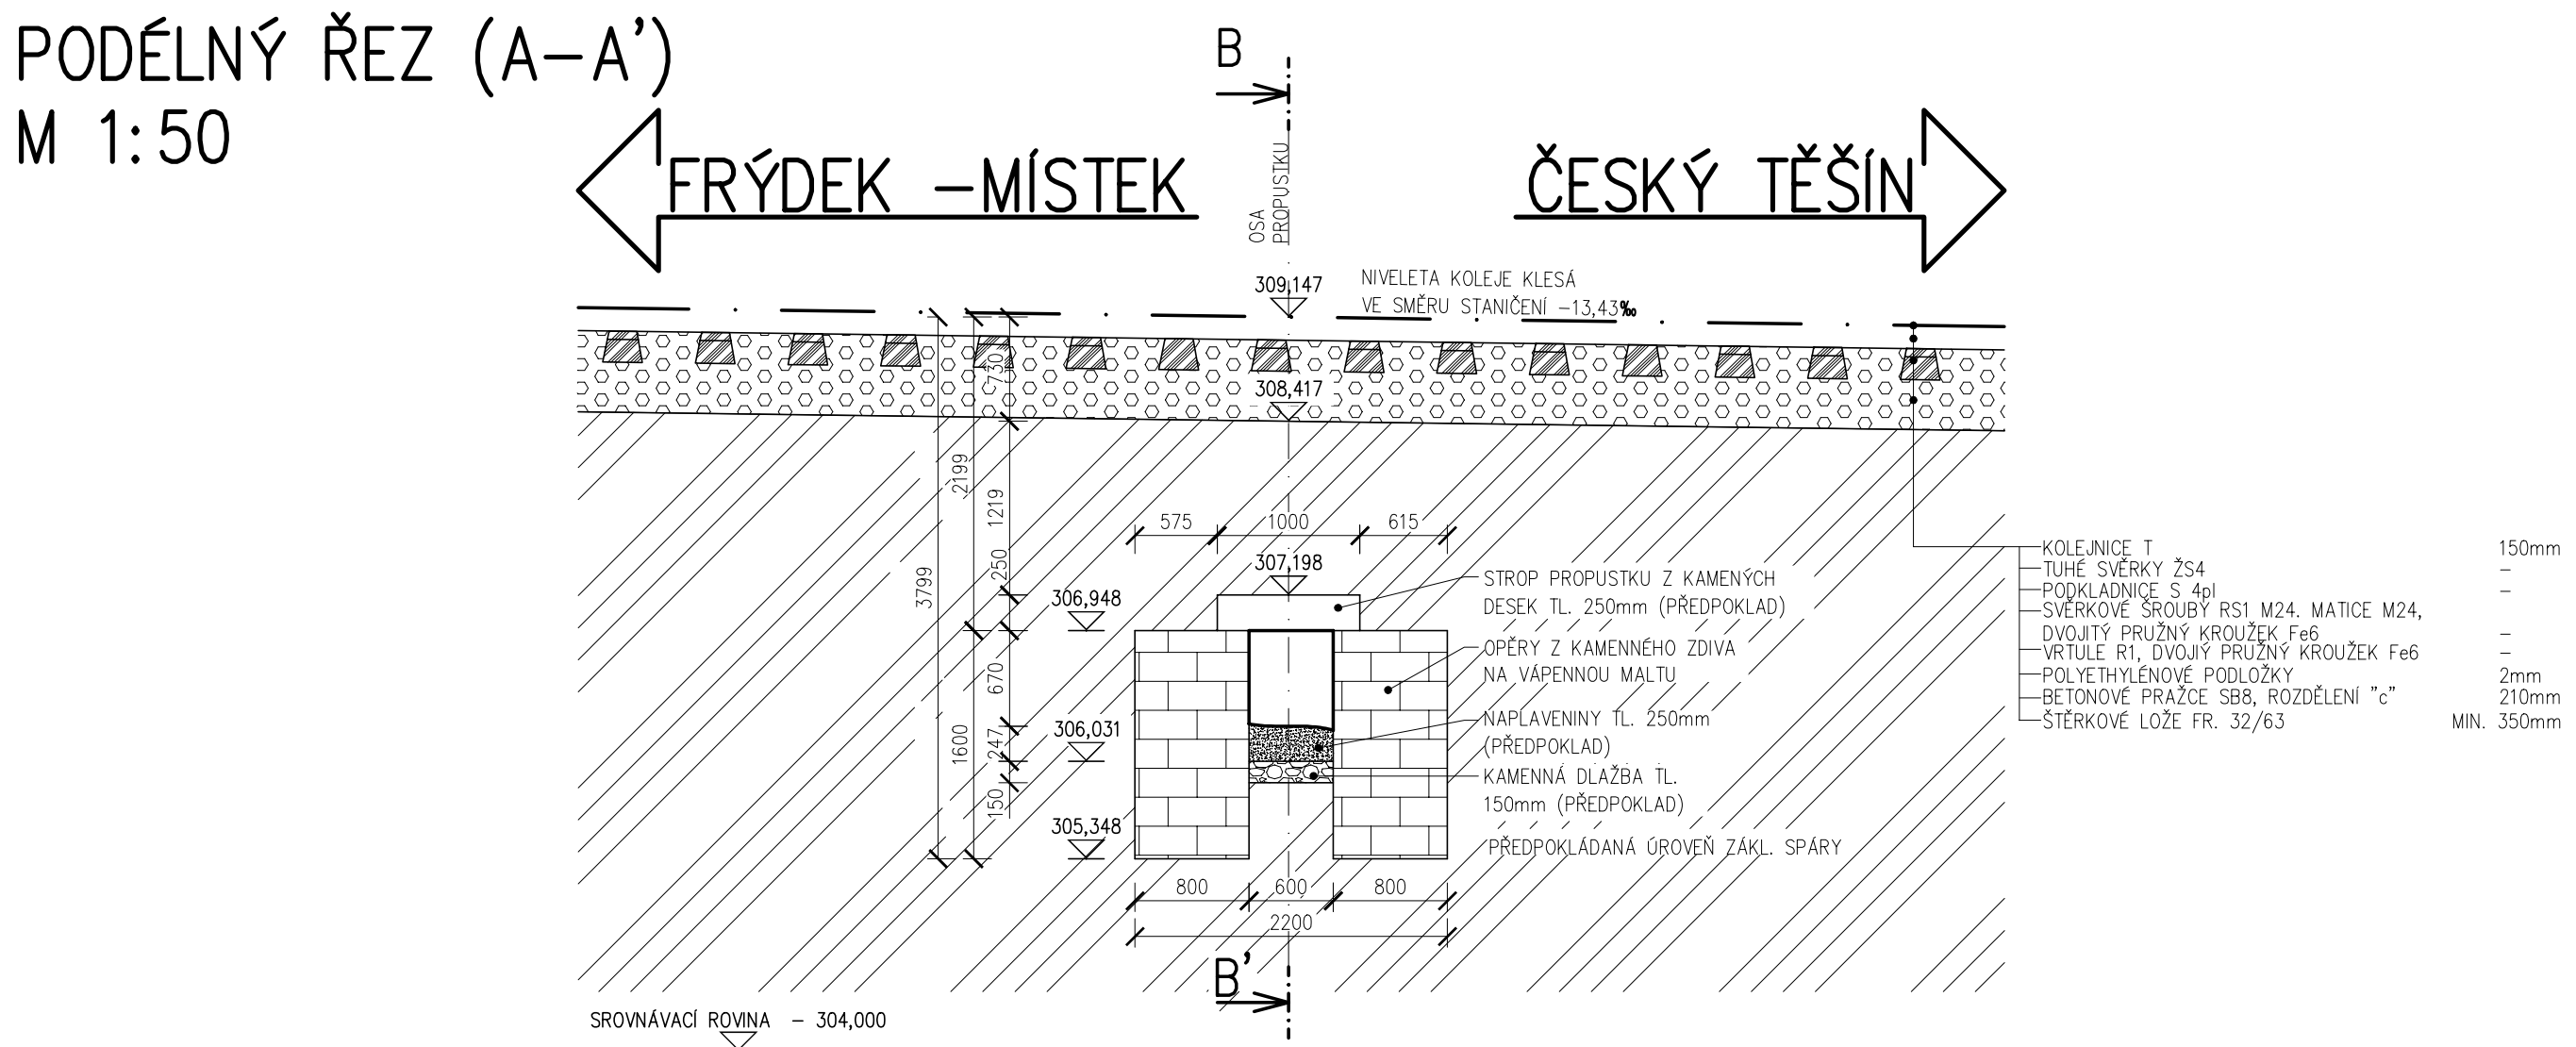 PODÉLNÝ ŘEZ (A-A')
M 1:50
B
FRÝDEK -MÍSTEK
ČESKÝ TĚŠÍN
OSA
PROPUSTKU
309,147
NIVELETA KOLEJE KLESÁ
VE SMĚRU STANIČENÍ -13,43‰
730
308,417
2199
1219
575
1000
615
250
3799
307,198
306,948
STROP PROPUSTKU Z KAMENÝCH
DESEK TL. 250mm (PŘEDPOKLAD)
OPĚRY Z KAMENNÉHO ZDIVA
NA VÁPENNOU MALTU
670
1600
247
306,031
NAPLAVENINY TL. 250mm
(PŘEDPOKLAD)
KAMENNÁ DLAŽBA TL.
150mm (PŘEDPOKLAD)
150
305,348
PŘEDPOKLÁDANÁ ÚROVEŇ ZÁKL. SPÁRY
800
600
800
2200
B'
SROVNÁVACÍ ROVINA - 304,000
KOLEJNICE T 150mm
TUHÉ SVĚRKY ŽS4 -
PODKLADNICE S 4pl -
SVĚRKOVÉ ŠROUBY RS1 M24. MATICE M24,
DVOJITÝ PRUŽNÝ KROUŽEK Fe6 -
VRTULE R1, DVOJIÝ PRUŽNÝ KROUŽEK Fe6 -
POLYETHYLÉNOVÉ PODLOŽKY 2mm
BETONOVÉ PRAŽCE SB8, ROZDĚLENÍ "c" 210mm
ŠTĚRKOVÉ LOŽE FR. 32/63 MIN. 350mm